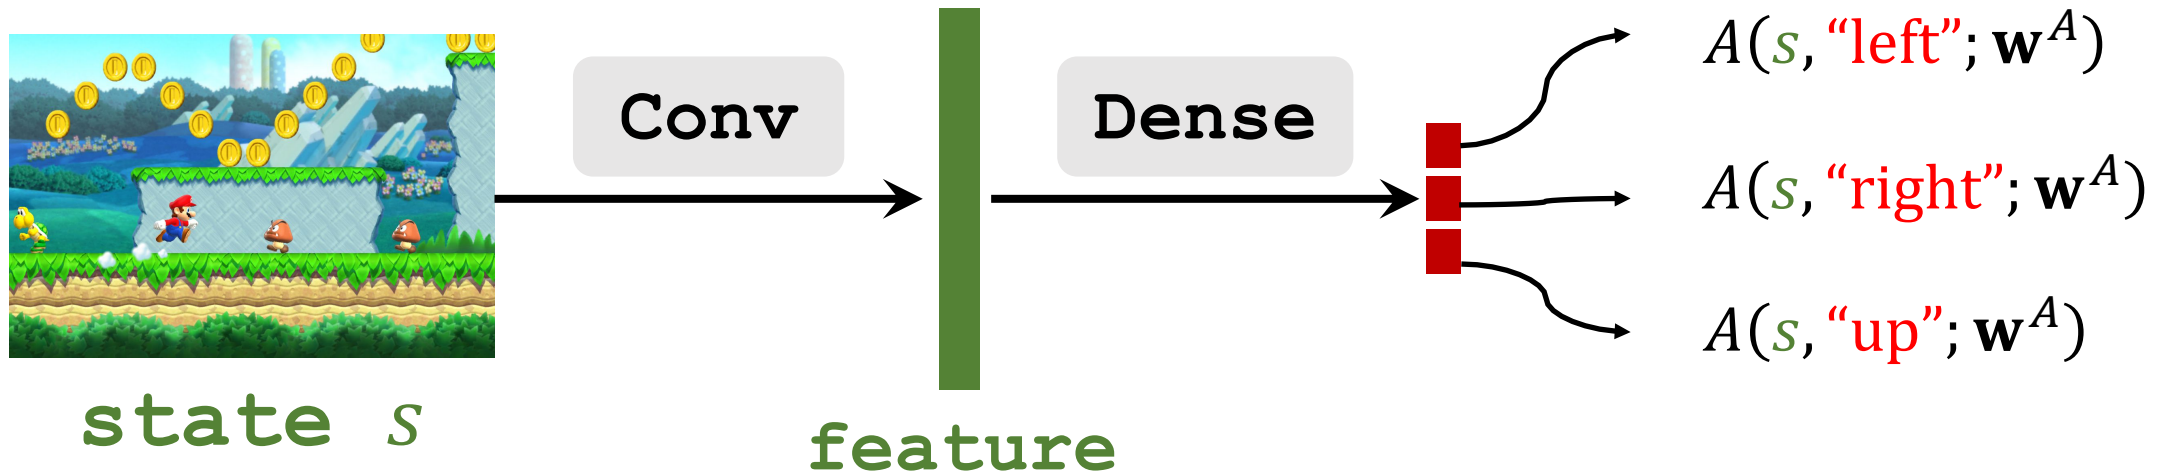 Conv
Dense
A(s, “left”; w^A)
A(s, “right”; w^A)
A(s, “up”; w^A)
state s
feature